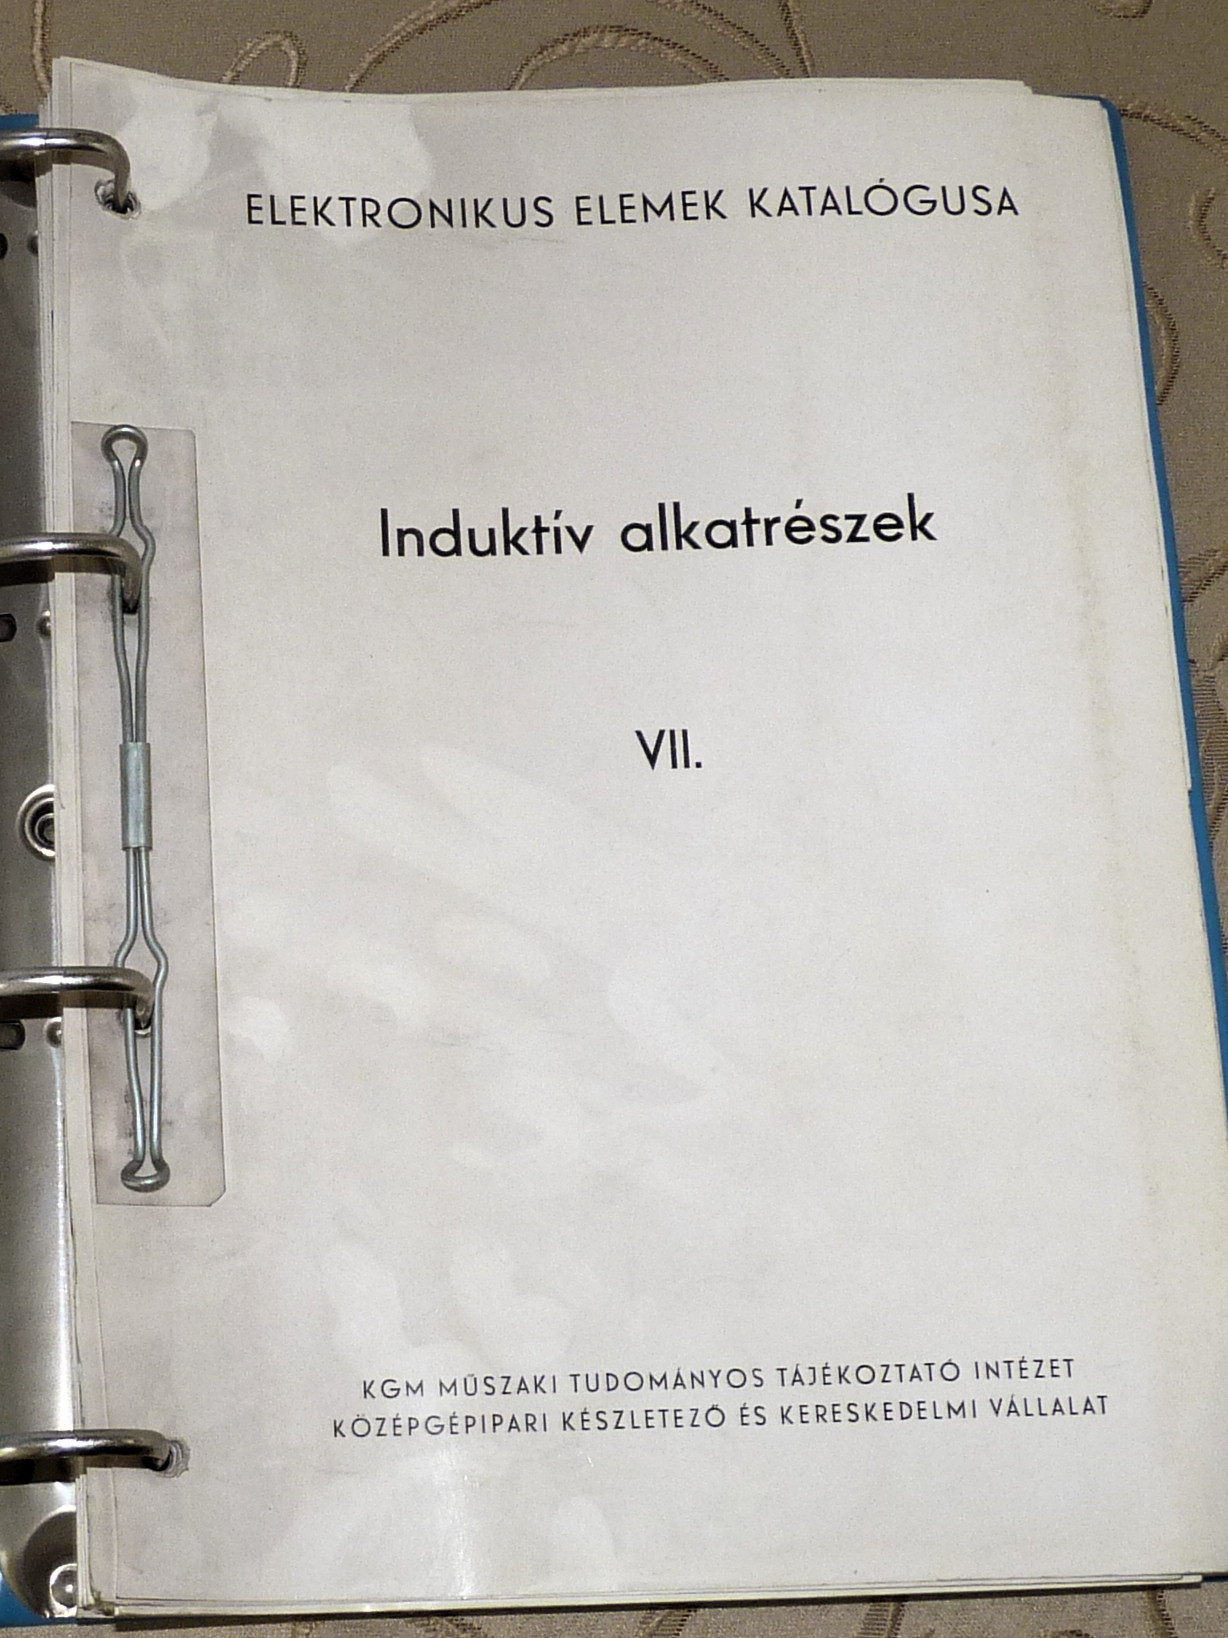 ELEKTRONIKUS ELEMEK KATALÓGUSA
Induktív alkatrészek
VII.
KGM MŰSZAKI TUDOMÁNYOS TÁJÉKOZTATÓ INTÉZET
KÖZÉPGÉPIPARI KÉSZLETEZŐ ÉS KERESKEDELMI VÁLLALAT